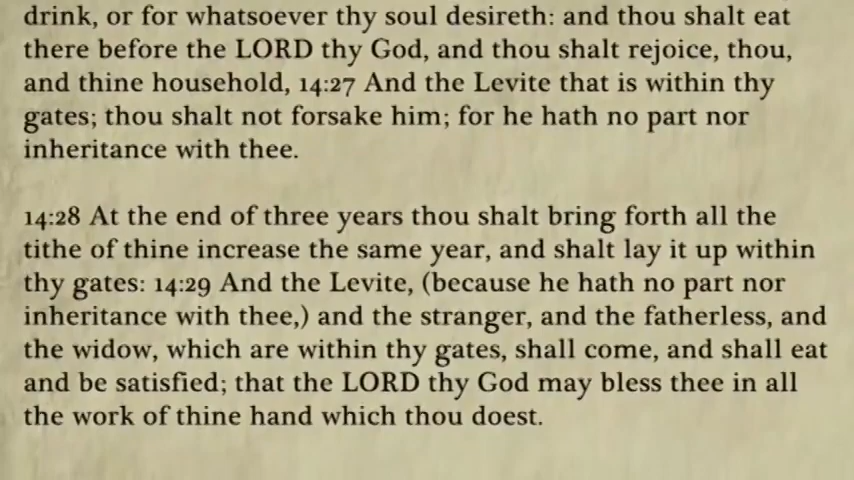 drink, or for whatsoever thy soul desireth: and thou shalt eat
there before the LORD thy God, and thou shalt rejoice, thou,
and thine household, 14:27 And the Levite that is within thy
gates; thou shalt not forsake him; for he hath no part nor
inheritance with thee.
14:28 At the end of three years thou shalt bring forth all the
tithe of thine increase the same year, and shalt lay it up within
thy gates: 14:29 And the Levite, (because he hath no part nor
inheritance with thee,) and the stranger, and the fatherless, and
the widow, which are within thy gates, shall come, and shall eat
and be satisfied; that the LORD thy God may bless thee in all
the work of thine hand which thou doest.